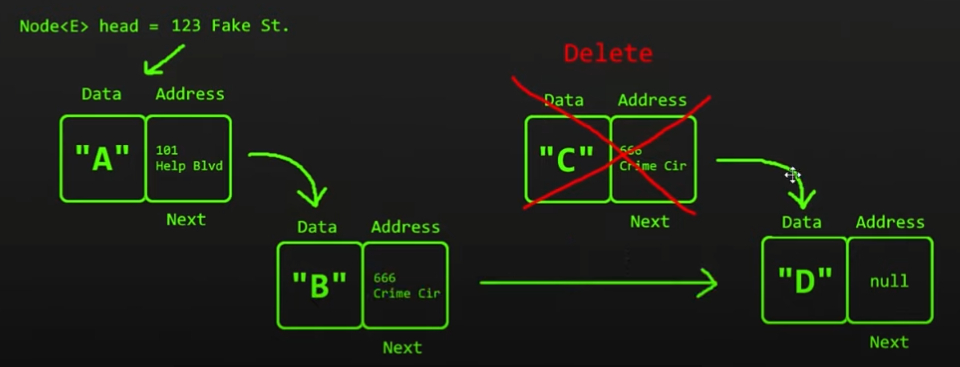 Node<E> head = 123 Fake St.
Delete
Data Address
"A" 101
Help Blvd
Next
Data Address
"C" 666
Crime Cir
Next
Data Address
"B" 666
Crime Cir
Next
Data Address
"D" null
Next